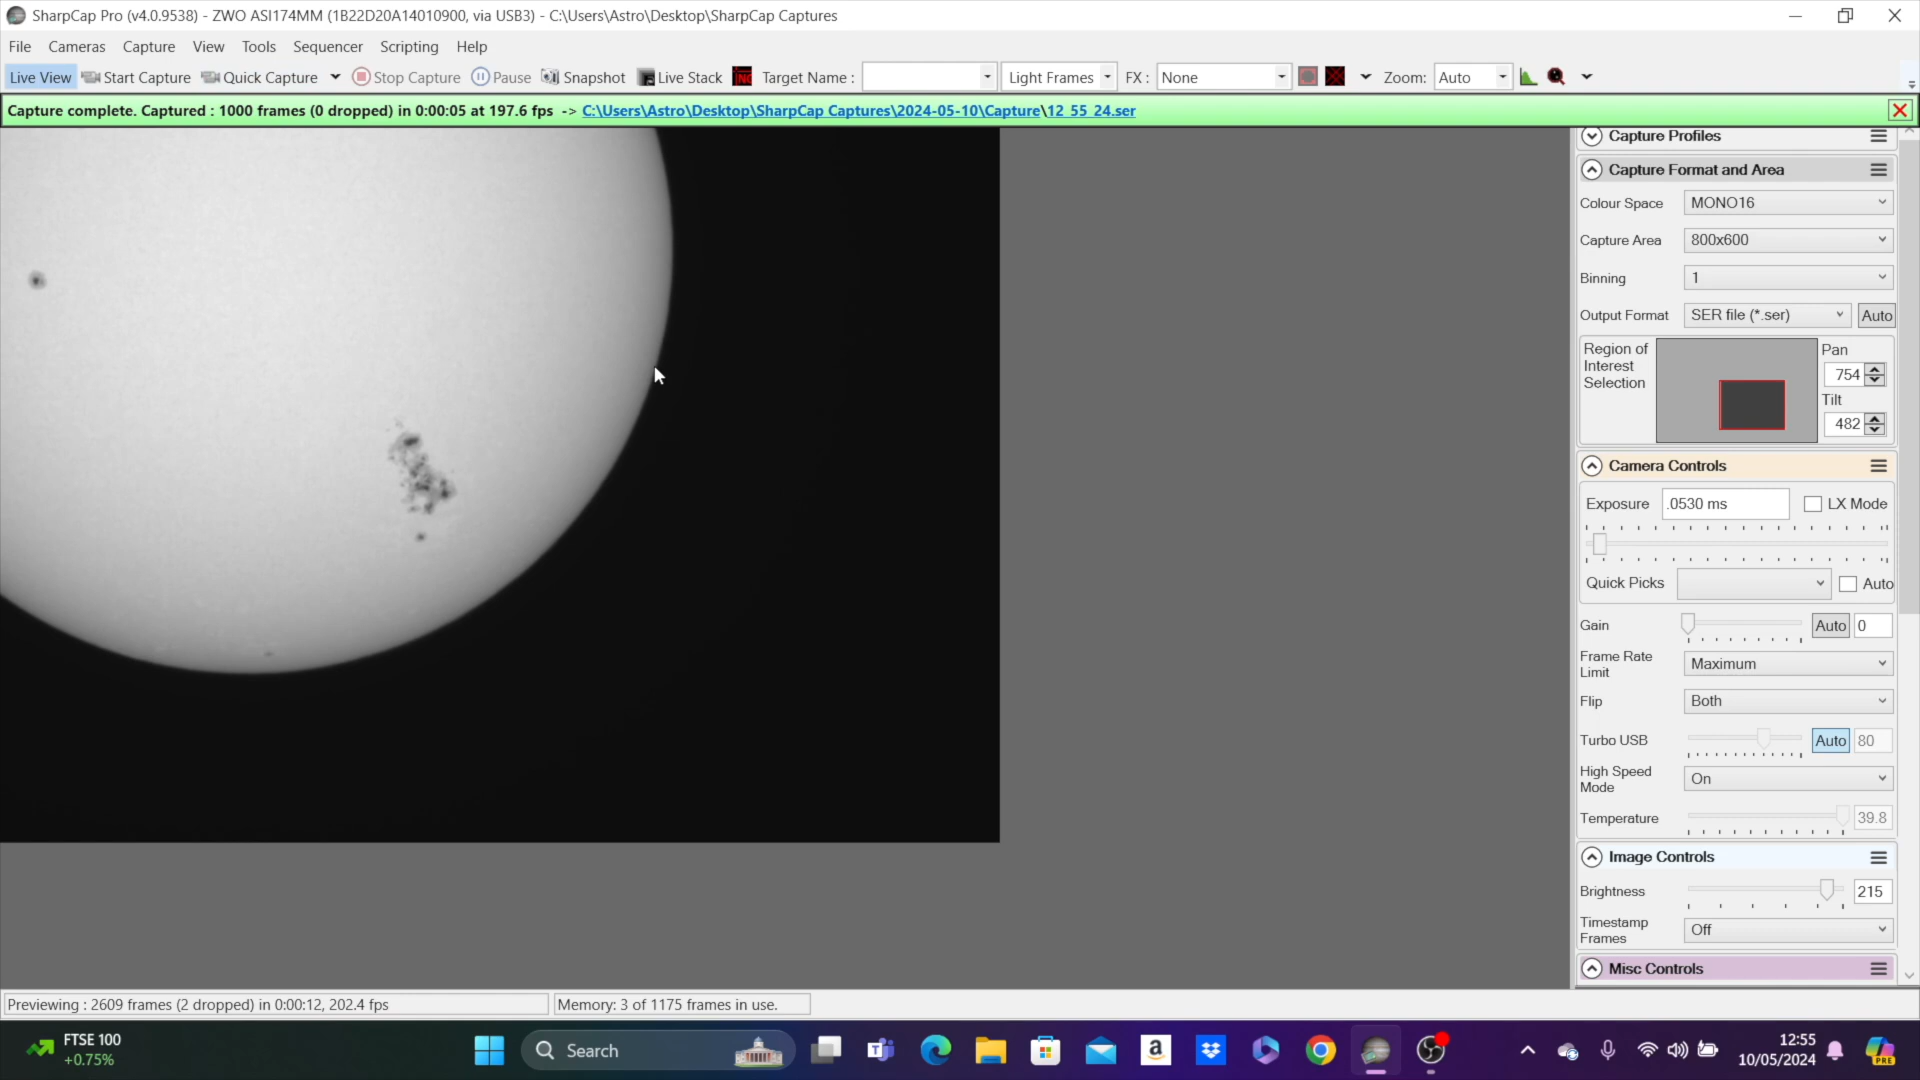 SharpCap Pro (v4.0.9538) - ZWO ASI174MM (1B22D20A14010900, via USB3) - C:\Users\Astro\Desktop\SharpCap Captures
File Cameras Capture View Tools Sequencer Scripting Help
Live View Start Capture Quick Capture Stop Capture Pause Snapshot Live Stack Target Name : Light Frames FX : None Zoom: Auto
Capture complete. Captured : 1000 frames (0 dropped) in 0:00:05 at 197.6 fps -> C:\Users\Astro\Desktop\SharpCap Captures\2024-05-10\Capture\12_55_24.ser
Capture Profiles
Capture Format and Area
Colour Space MONO16
Capture Area 800x600
Binning 1
Output Format SER file (*.ser) Auto
Region of Interest Selection
Pan
754
Tilt
482
Camera Controls
Exposure .0530 ms LX Mode
Quick Picks Auto
Gain Auto 0
Frame Rate Limit Maximum
Flip Both
Turbo USB Auto 80
High Speed Mode On
Temperature 39.8
Image Controls
Brightness 215
Timestamp Frames Off
Misc Controls
Previewing : 2609 frames (2 dropped) in 0:00:12, 202.4 fps Memory: 3 of 1175 frames in use.
FTSE 100
+0.75%
Search
12:55
10/05/2024
PRE